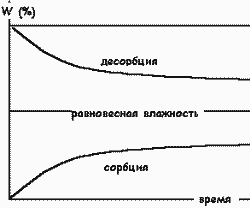 W (%)
десорбция
равновесная влажность
сорбция
время